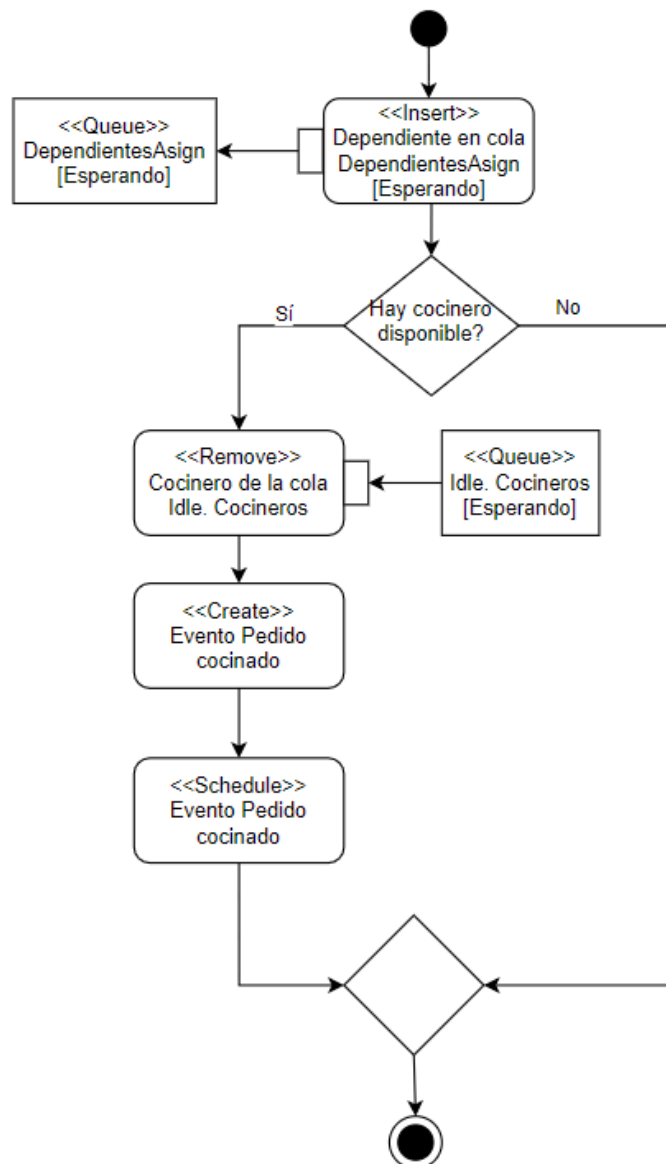 <<Insert>>
Dependiente en cola
DependientesAsign
[Esperando]
<<Queue>>
DependientesAsign
[Esperando]
Hay cocinero
disponible?
Sí
No
<<Remove>>
Cocinero de la cola
Idle. Cocineros
<<Queue>>
Idle. Cocineros
[Esperando]
<<Create>>
Evento Pedido
cocinado
<<Schedule>>
Evento Pedido
cocinado